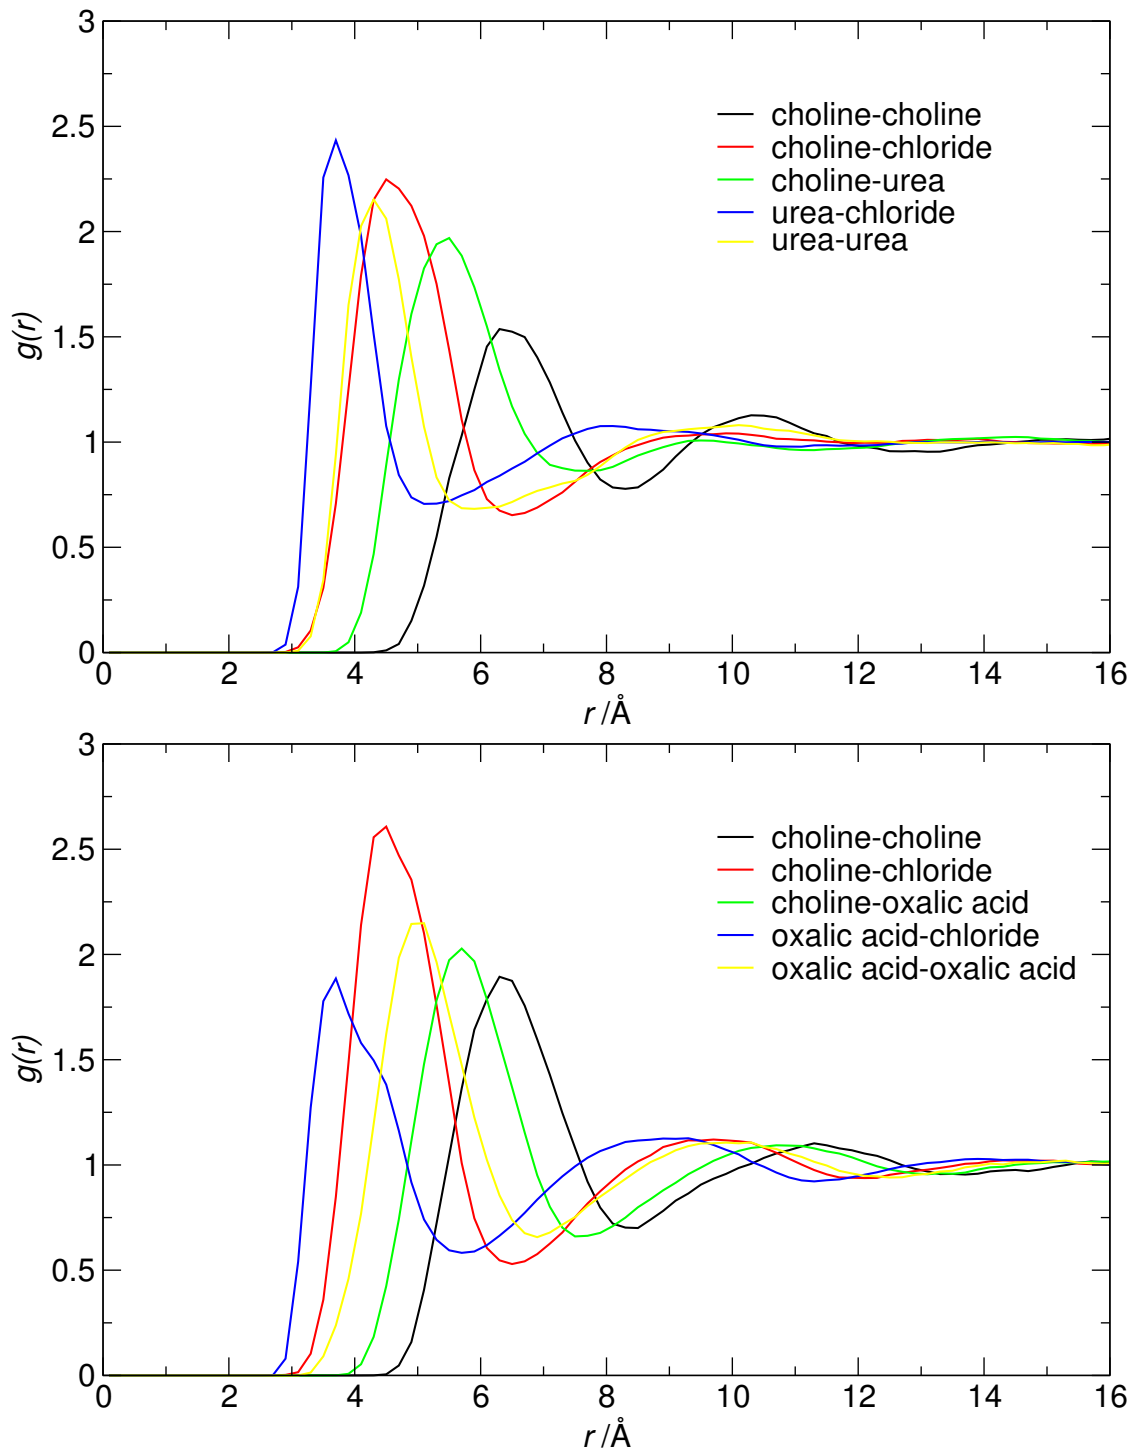 3
2.5
2
1.5
1
0.5
0
g(r)
choline-choline
choline-chloride
choline-urea
urea-chloride
urea-urea
0 2 4 6 8 10 12 14 16
r /Å
3
2.5
2
1.5
1
0.5
0
g(r)
choline-choline
choline-chloride
choline-oxalic acid
oxalic acid-chloride
oxalic acid-oxalic acid
0 2 4 6 8 10 12 14 16
r /Å